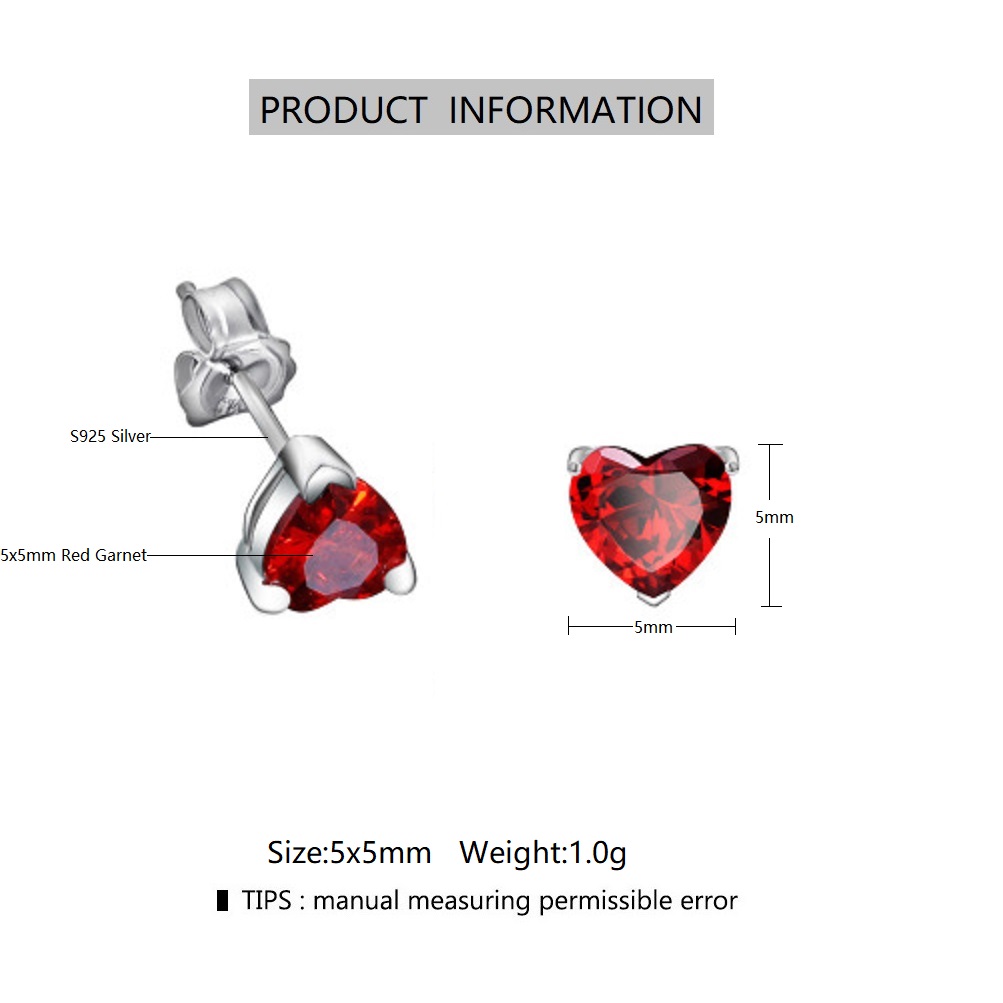 PRODUCT INFORMATION
S925 Silver
5x5mm Red Garnet
5mm
5mm
Size:5x5mm Weight:1.0g
TIPS : manual measuring permissible error